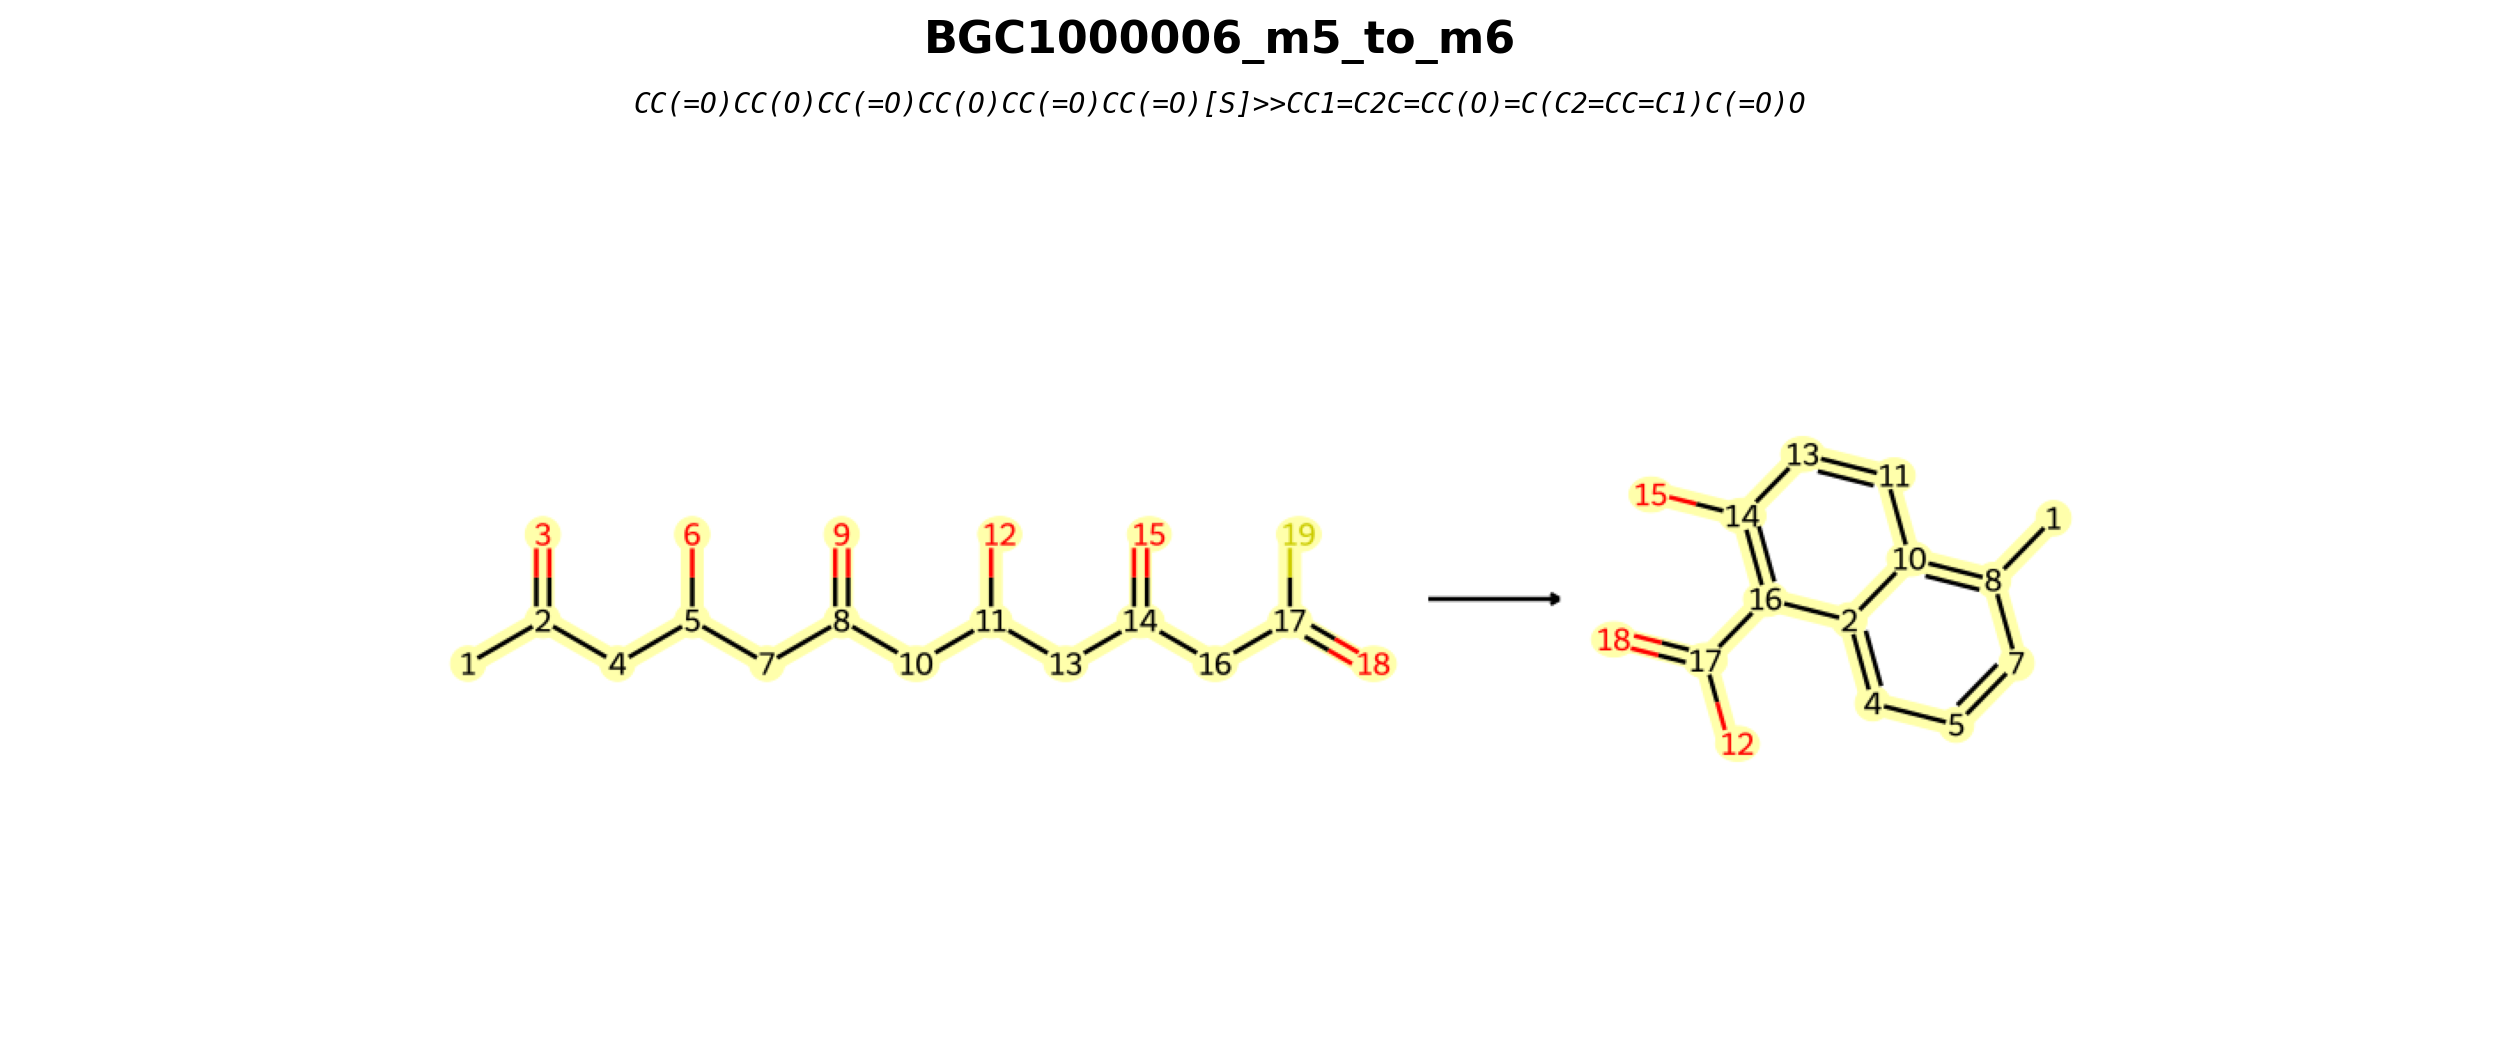 BGC1000006_m5_to_m6
CC(=O)CC(O)CC(=O)CC(O)CC(=O)CC(=O)[S]>>CC1=C2C=CC(O)=C(C2=CC=C1)C(=O)O
3 6 9 12 15 19
2 5 8 11 14 17
1 4 7 10 13 16 18
13
11
15 14 1
10
8
16 2
18 17 7
4
5
12